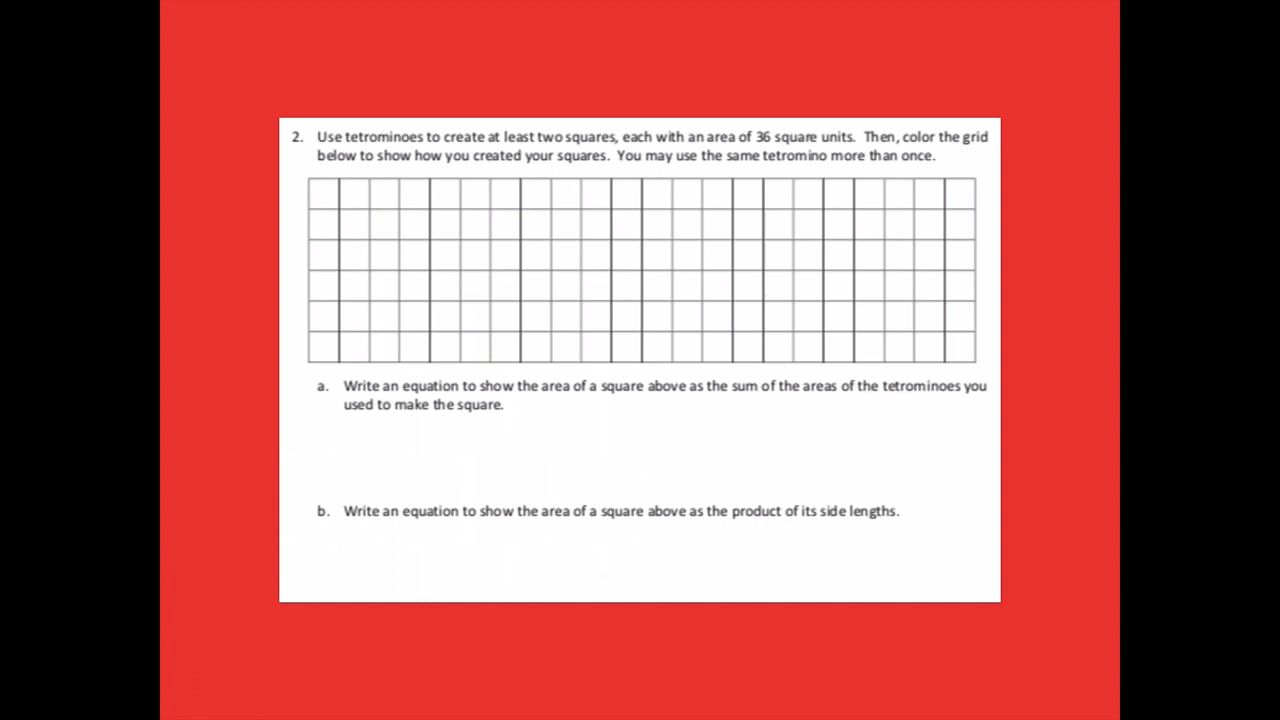 2. Use tetrominoes to create at least two squares, each with an area of 36 square units. Then, color the grid
below to show how you created your squares. You may use the same tetromino more than once.
a. Write an equation to show the area of a square above as the sum of the areas of the tetrominoes you
used to make the square.
b. Write an equation to show the area of a square above as the product of its side lengths.